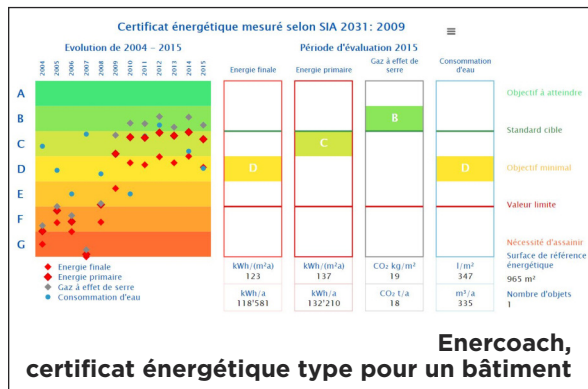 Certificat énergétique mesuré selon SIA 2031: 2009
Evolution de 2004 – 2015
Période d'évaluation 2015
2004 2005 2006 2007 2008 2009 2010 2011 2012 2013 2014 2015
Energie finale
Energie primaire
Gaz à effet de
serre
Consommation
d'eau
A
B
C
D
E
F
G
D
C
B
D
Objectif à atteindre
Standard cible
Objectif minimal
Valeur limite
Nécessité d'assainir
Energie finale
Energie primaire
Gaz à effet de serre
Consommation d'eau
kWh/(m²a)
123
kWh/(m²a)
137
CO₂ kg/m²
19
l/m²
347
kWh/a
118'581
kWh/a
132'210
CO₂ t/a
18
m³/a
335
Surface de référence
énergétique
965 m²
Nombre d'objets
1
Enercoach,
certificat énergétique type pour un bâtiment